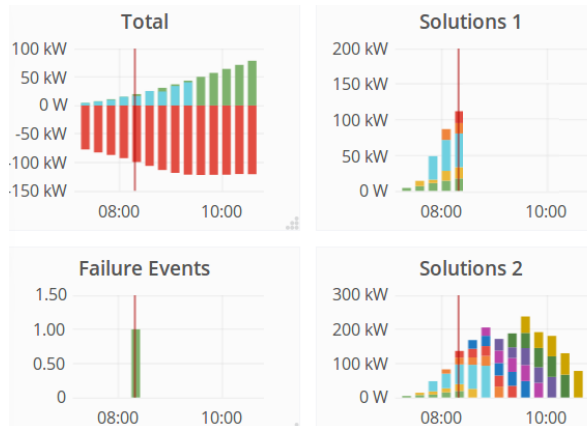 Total
100 kW
50 kW
0 W
-50 kW
-100 kW
-150 kW
08:00 10:00
Solutions 1
200 kW
150 kW
100 kW
50 kW
0 W
08:00 10:00
Failure Events
1.50
1.00
0.50
0
08:00 10:00
Solutions 2
300 kW
200 kW
100 kW
0 W
08:00 10:00